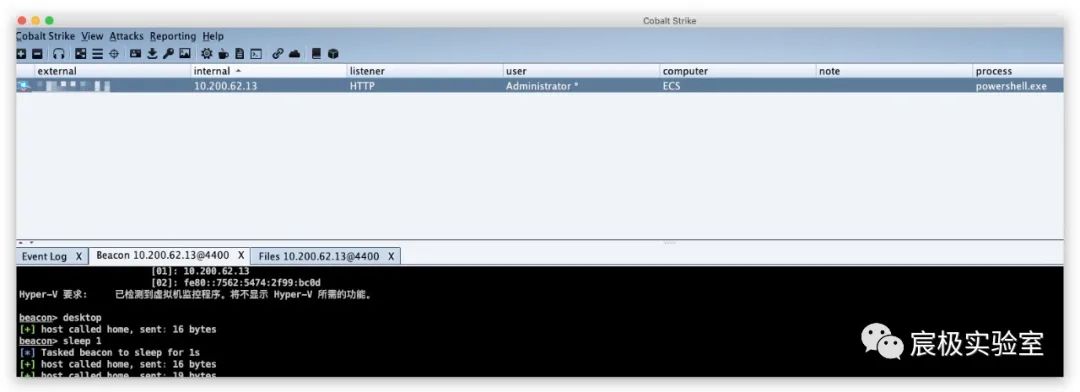 Cobalt Strike
Cobalt Strike View Attacks Reporting Help
external internal listener user computer note process
10.200.62.13 HTTP Administrator * ECS powershell.exe
Event Log X Beacon 10.200.62.13@4400 X Files 10.200.62.13@4400 X
[01]: 10.200.62.13
[02]: fe80::7562:5474:2f99:bc0d
Hyper-V 要求: 已检测到虚拟机监控程序。将不显示 Hyper-V 所需的功能。
beacon> desktop
[+] host called home, sent: 16 bytes
beacon> sleep 1
[*] Tasked beacon to sleep for 1s
[+] host called home, sent: 16 bytes
[+] host called home, sent: 19 bytes
宸极实验室